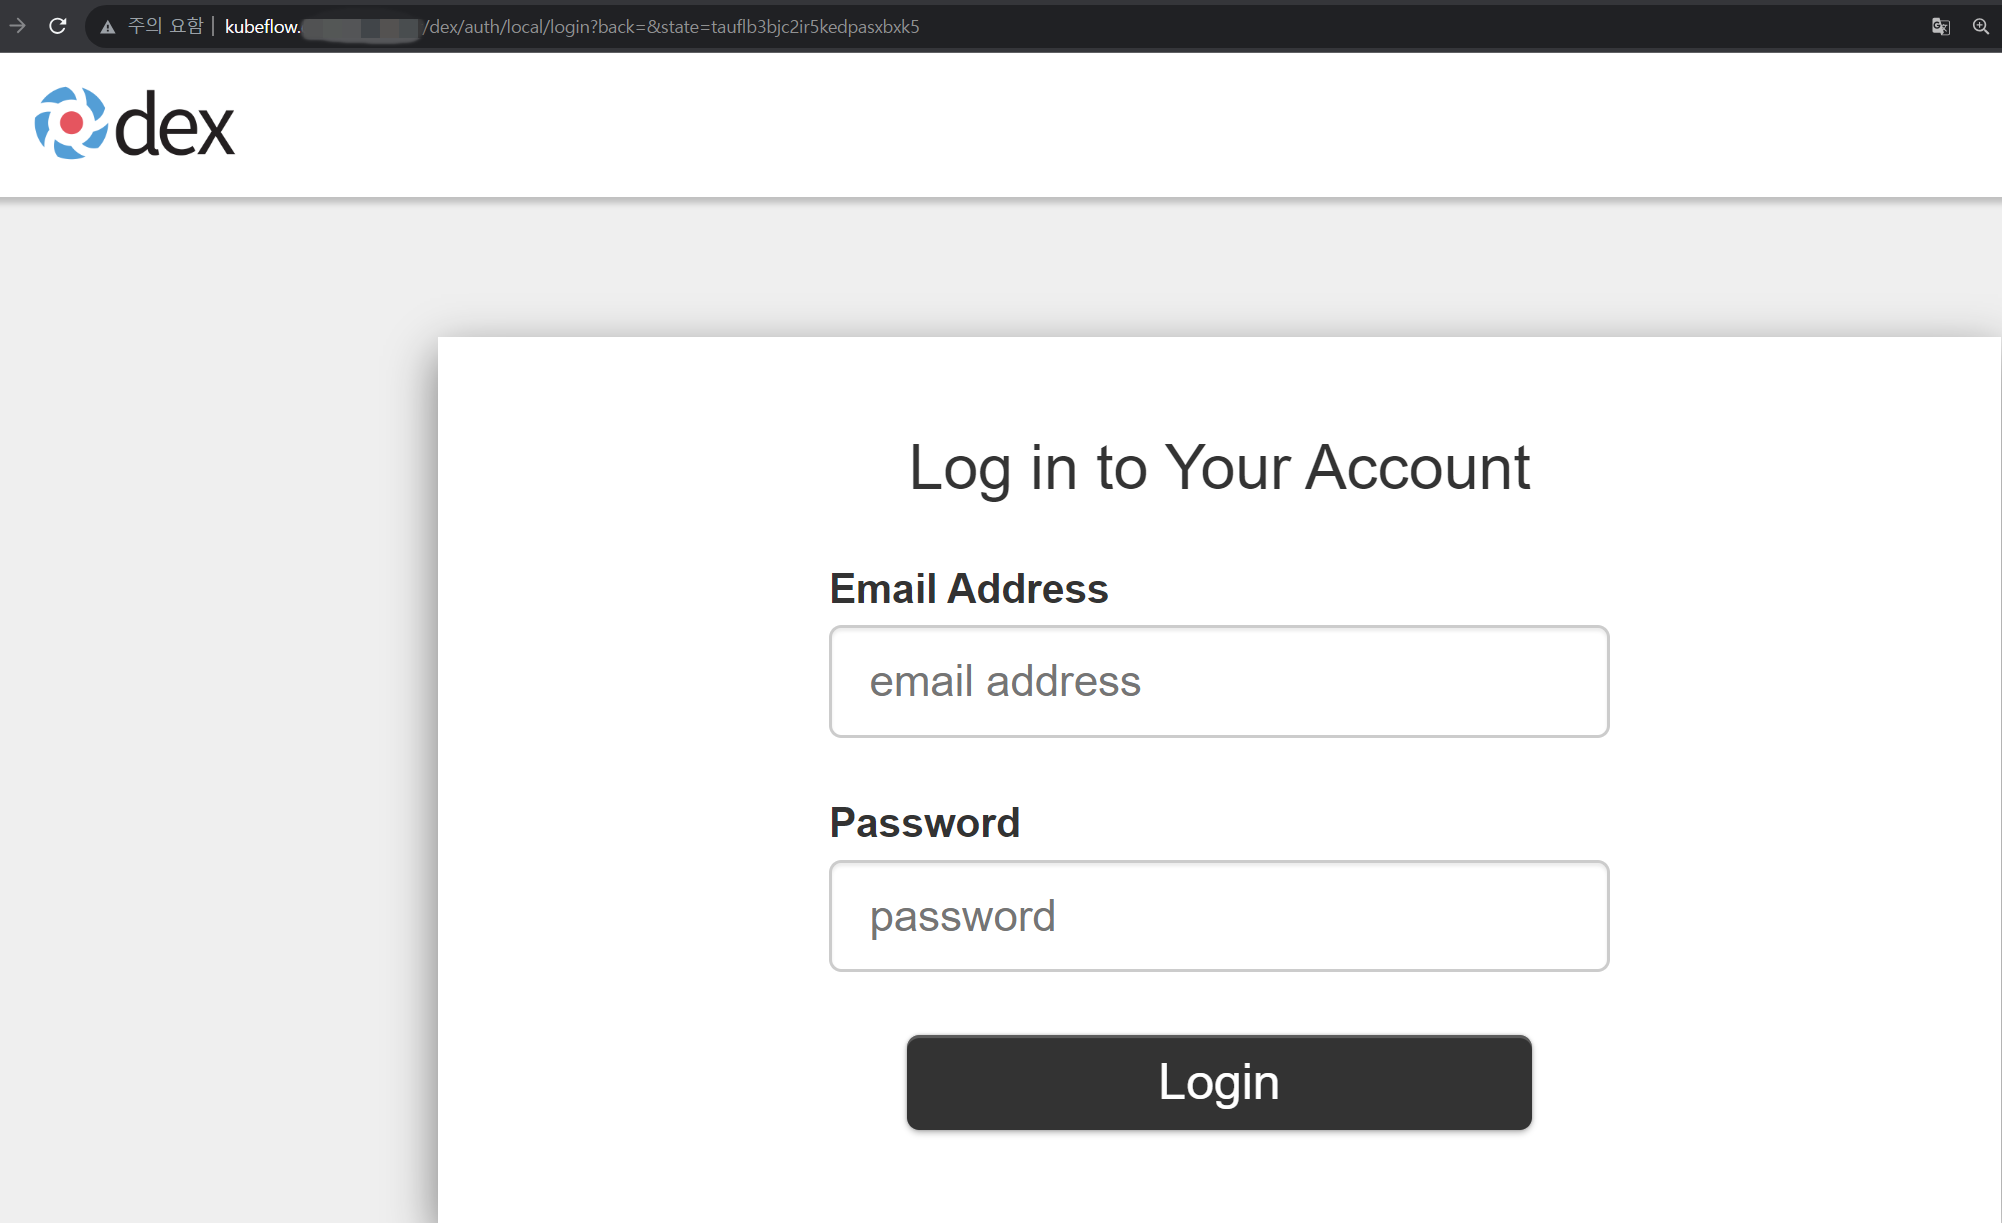 주의 요함 | kubeflow. /dex/auth/local/login?back=&state=tauflb3bjc2ir5kedpasxbxk5
dex
Log in to Your Account
Email Address
email address
Password
password
Login